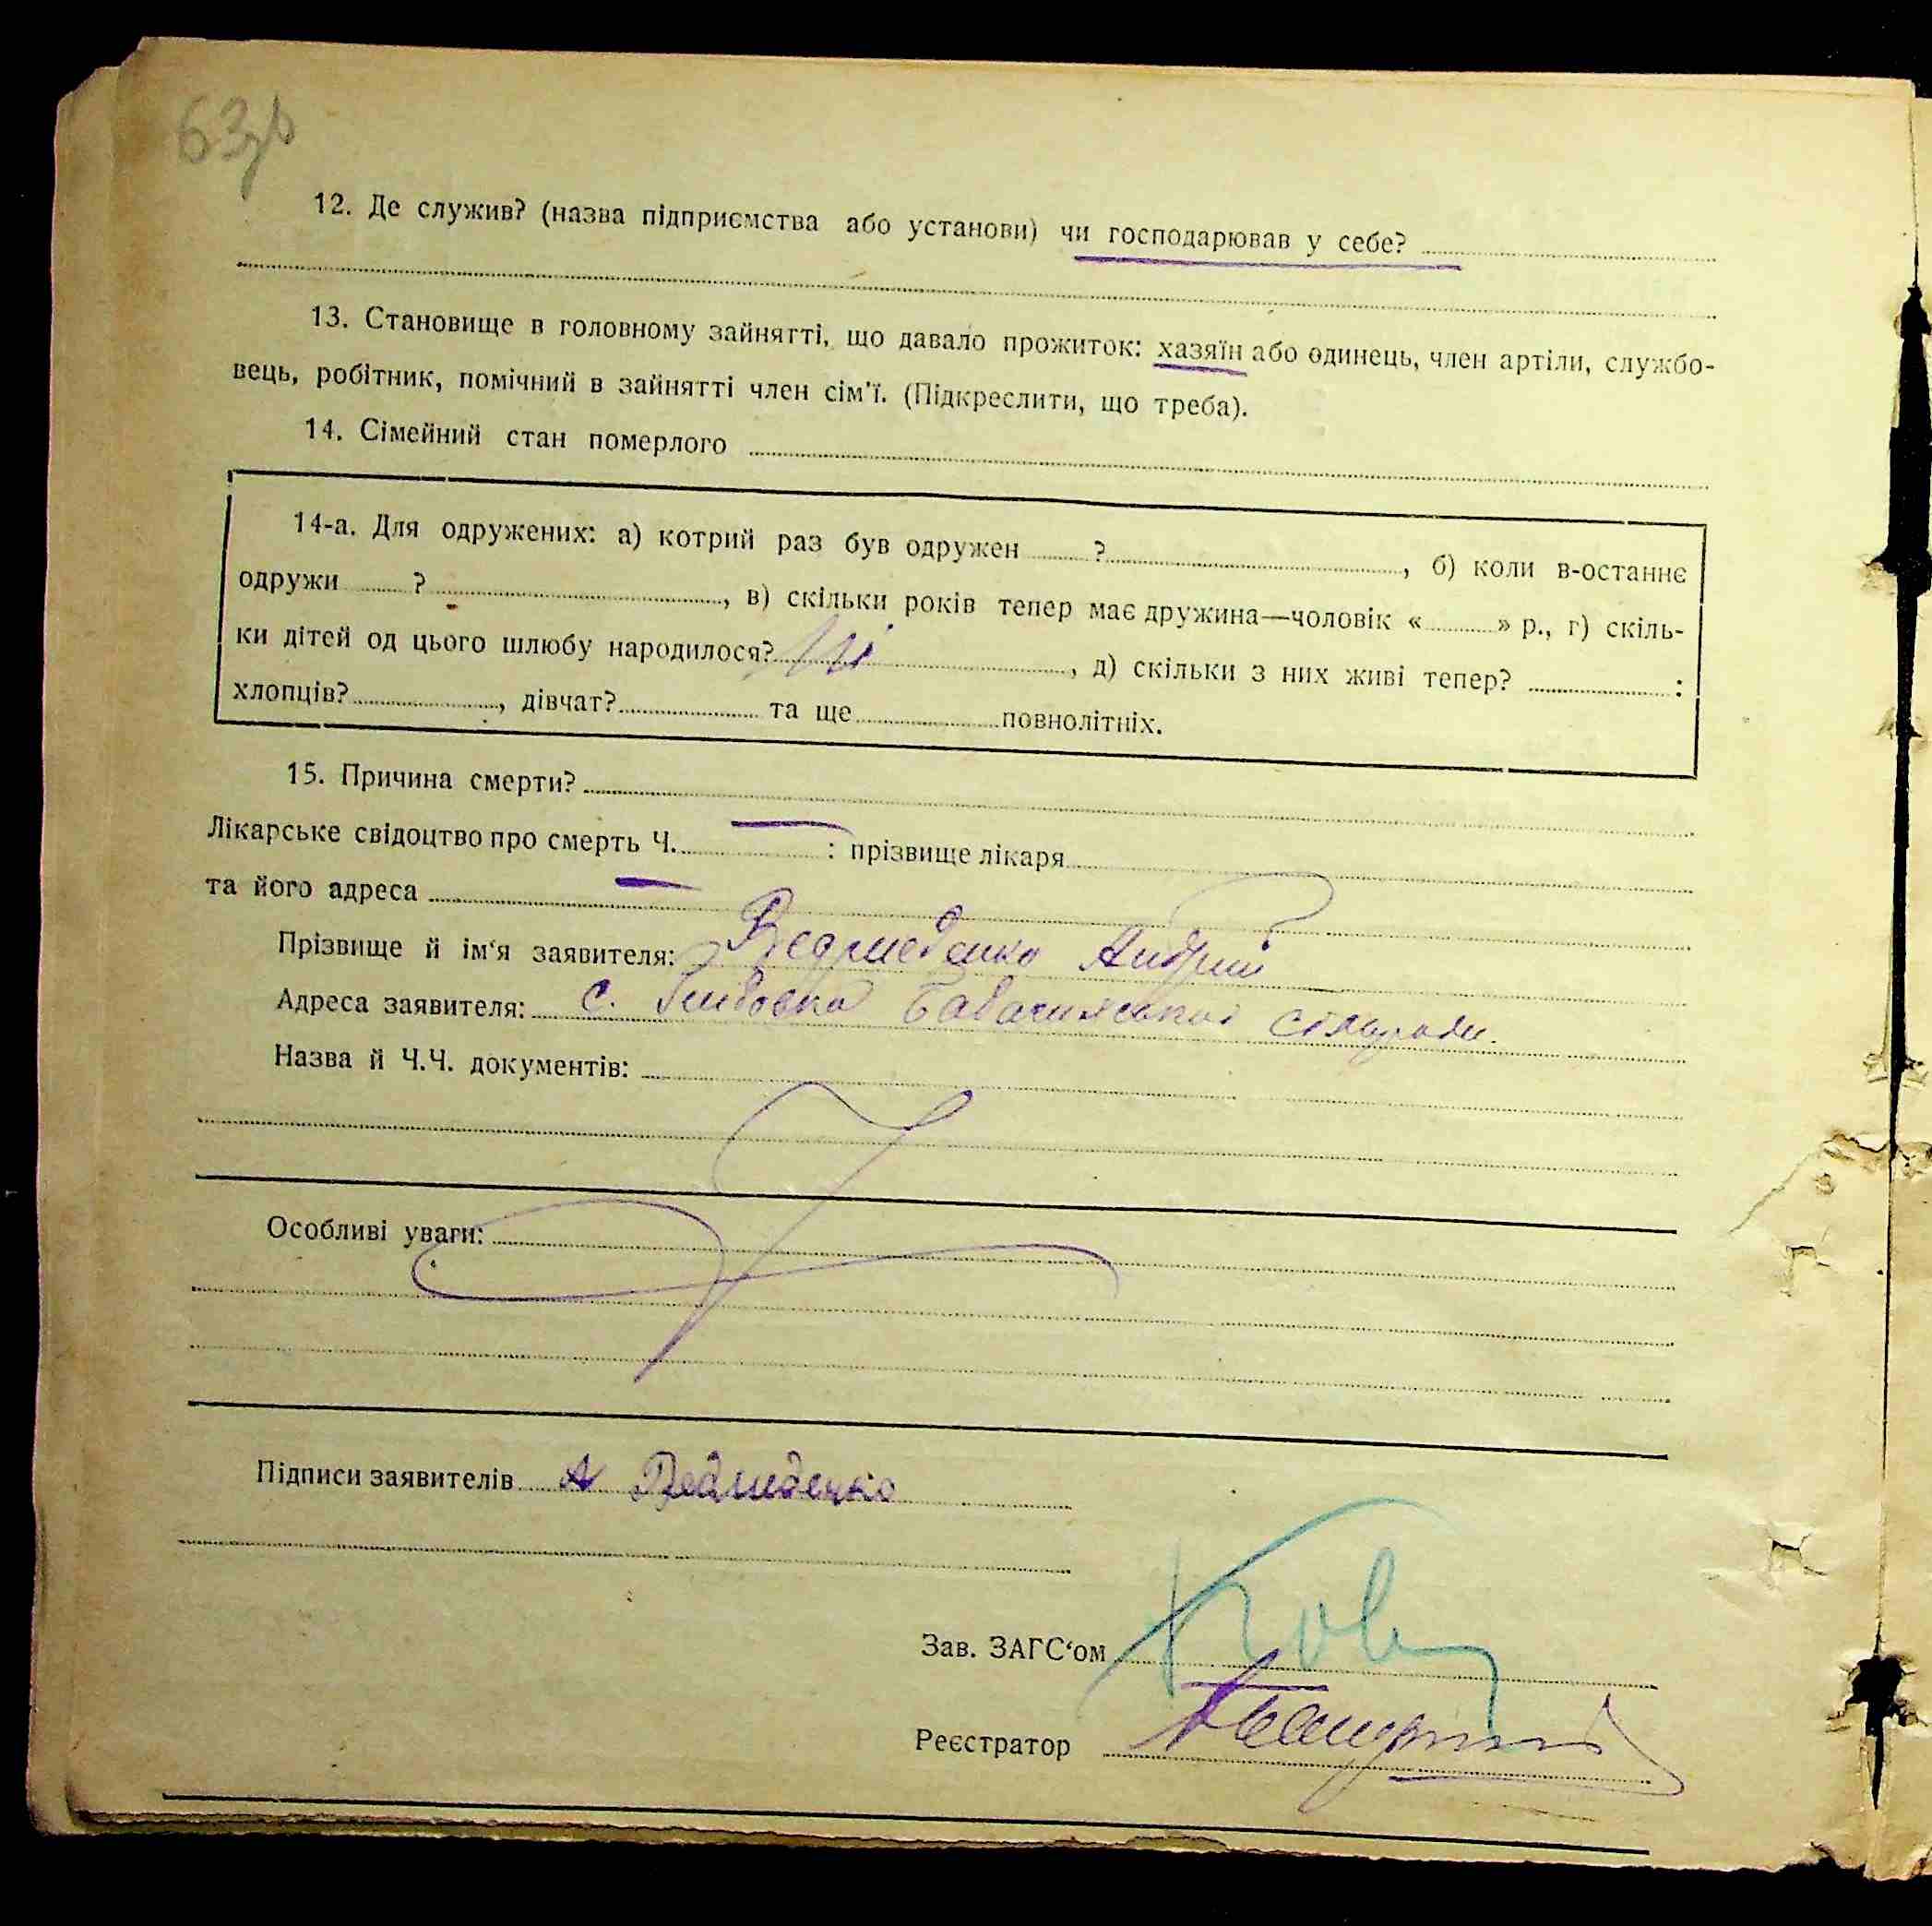 63
12. Де служив? (назва підприємства або установи) чи господарював у себе?
13. Становище в головному зайнятті, що давало прожиток: хазяїн або одинець, член артіли, службо-
вець, робітник, помічний в зайнятті член сім'ї. (Підкреслити, що треба).
14. Сімейний стан померлого
14-а. Для одружених: а) котрий раз був одружен ? , б) коли в-останнє
одружи ? , в) скільки років тепер має дружина—чоловік « » р., г) скіль-
ки дітей од цього шлюбу народилося? , д) скільки з них живі тепер? :
хлопців? , дівчат? та ще повнолітніх.
15. Причина смерти?
Лікарське свідоцтво про смерть Ч. : прізвище лікаря
та його адреса
Прізвище й ім'я заявителя: Ведмеденко Андрій
Адреса заявителя: с. сільради.
Назва й Ч.Ч. документів:
Особливі уваги:
Підписи заявителів А Ведмеденко
Зав. ЗАГС'ом
Реєстратор